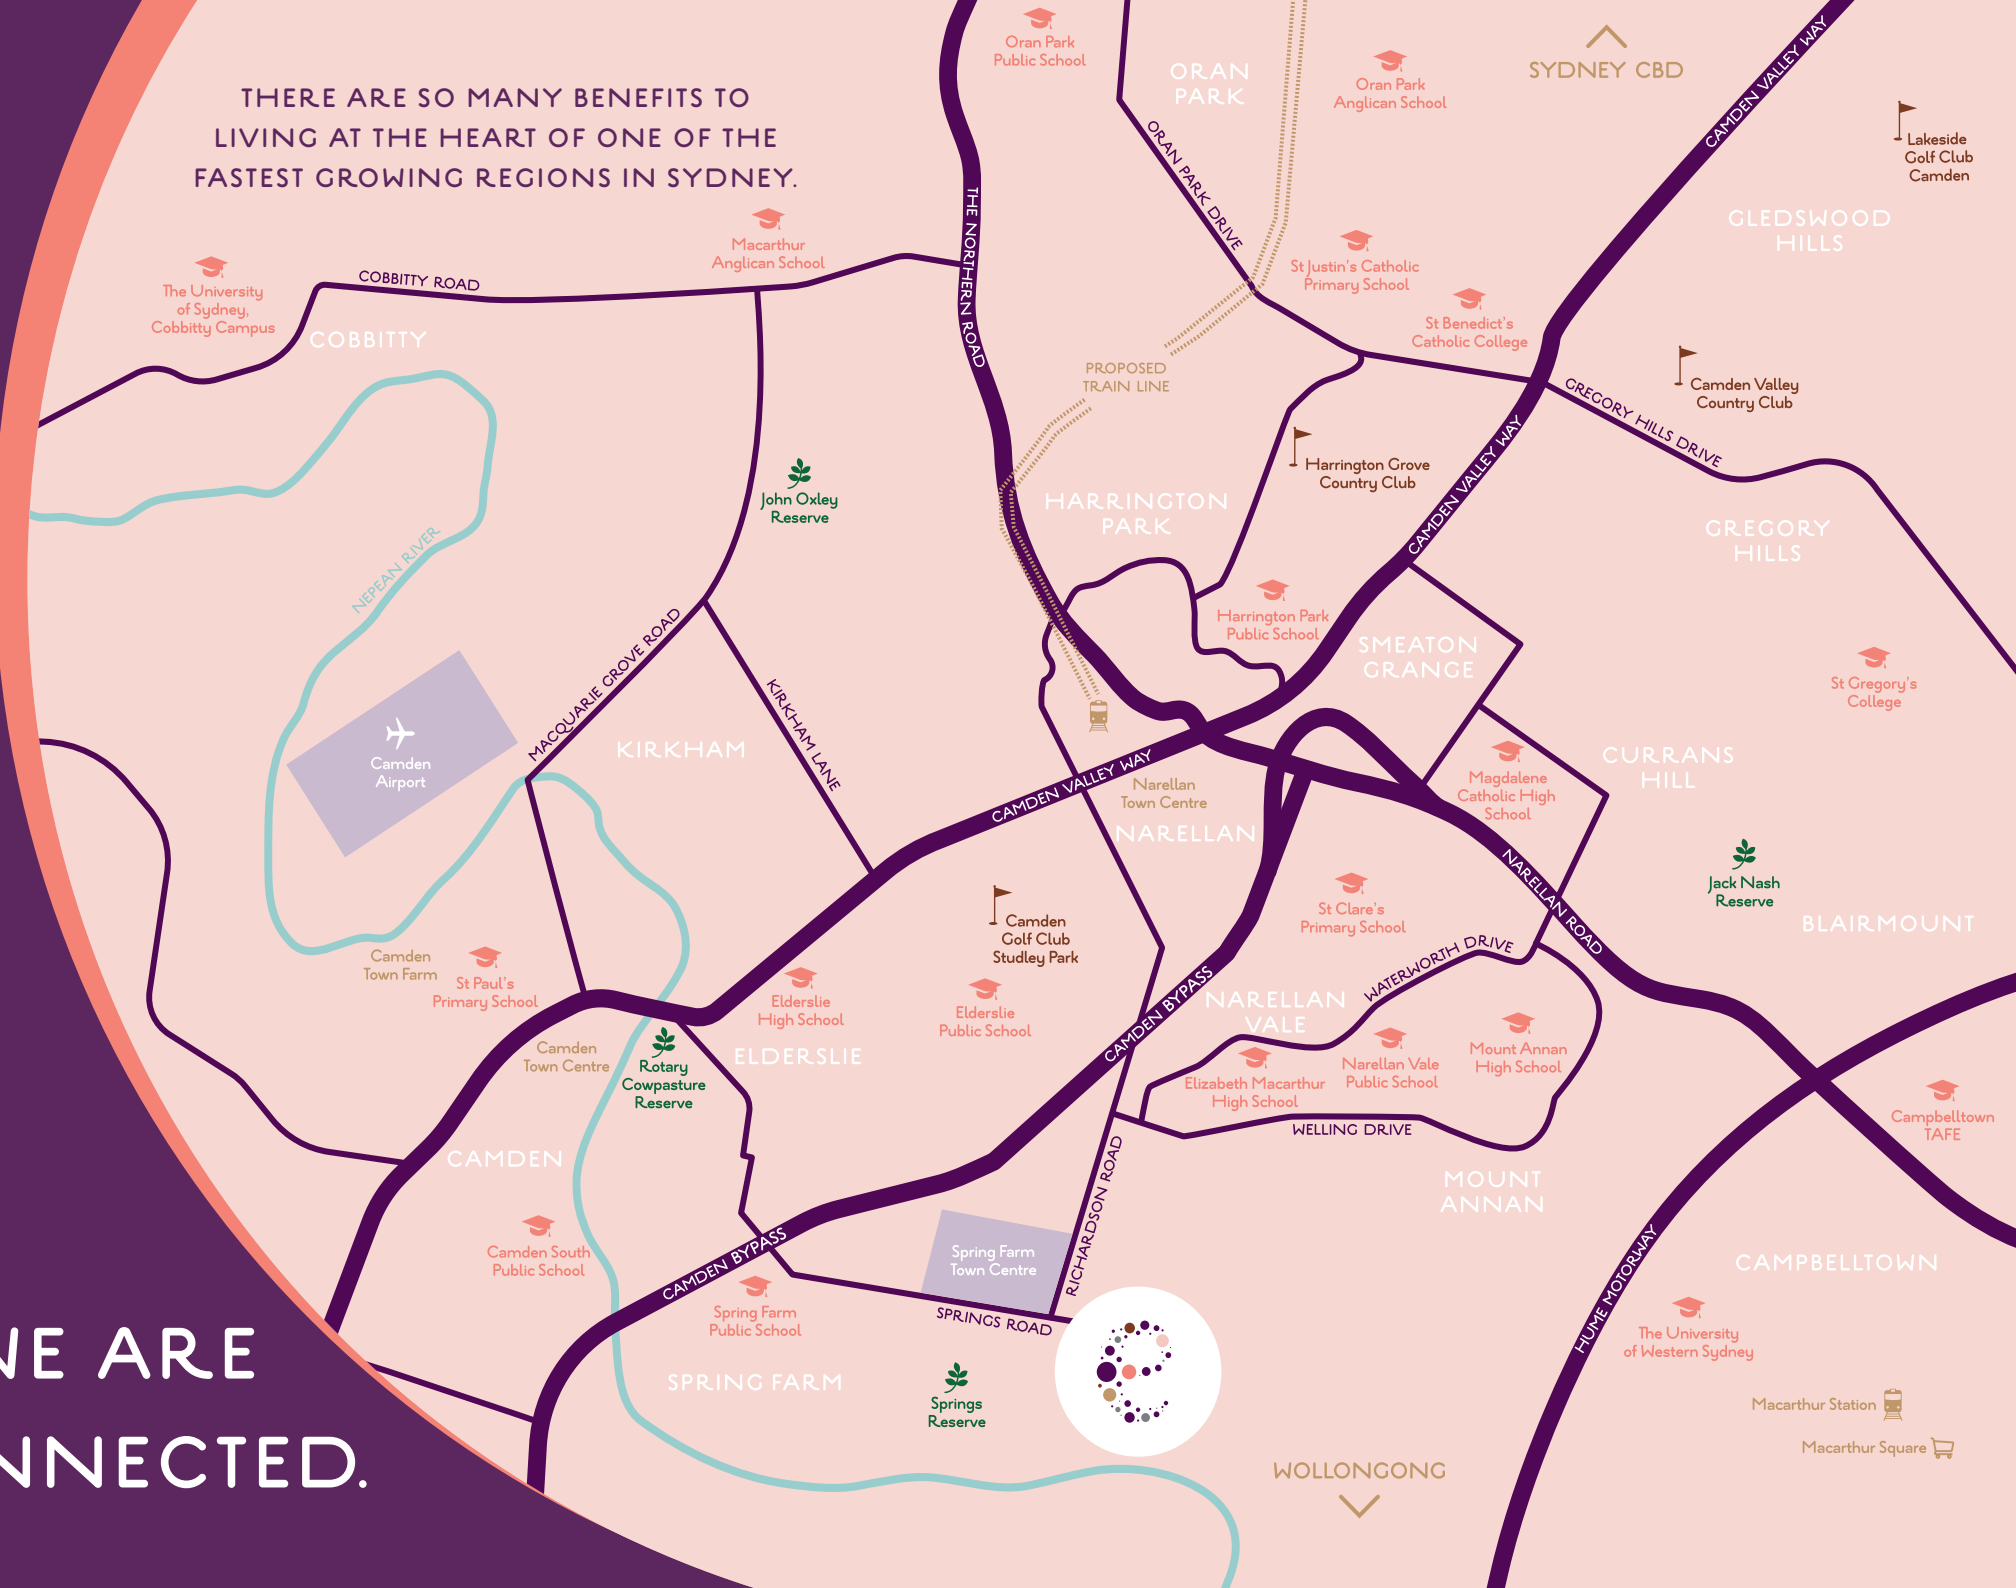 THERE ARE SO MANY BENEFITS TO
LIVING AT THE HEART OF ONE OF THE
FASTEST GROWING REGIONS IN SYDNEY.
Oran Park
Public School
ORAN
PARK
Oran Park
Anglican School
SYDNEY CBD
CAMDEN VALLEY WAY
Lakeside
Golf Club
Camden
GLEDSWOOD
HILLS
ORAN PARK DRIVE
THE NORTHERN ROAD
Macarthur
Anglican School
The University
of Sydney,
Cobbitty Campus
COBBITTY ROAD
COBBITTY
St Justin's Catholic
Primary School
St Benedict's
Catholic College
PROPOSED
TRAIN LINE
Camden Valley
Country Club
GREGORY HILLS DRIVE
CAMDEN VALLEY WAY
Harrington Grove
Country Club
HARRINGTON
PARK
John Oxley
Reserve
GREGORY
HILLS
NEPEAN RIVER
Harrington Park
Public School
SMEATON
GRANGE
St Gregory's
College
MACQUARIE GROVE ROAD
KIRKHAM LANE
KIRKHAM
Camden
Airport
CAMDEN VALLEY WAY
Narellan
Town Centre
NARELLAN
Magdalene
Catholic High
School
CURRANS
HILL
NARELLAN ROAD
Jack Nash
Reserve
BLAIRMOUNT
St Clare's
Primary School
Camden
Golf Club
Studley Park
Camden
Town Farm
St Paul's
Primary School
Elderslie
High School
Elderslie
Public School
WATERWORTH DRIVE
NARELLAN
VALE
CAMDEN BYPASS
Camden
Town Centre
Rotary
Cowpasture
Reserve
ELDERSLIE
Elizabeth Macarthur
High School
Narellan Vale
Public School
Mount Annan
High School
Campbelltown
TAFE
WELLING DRIVE
CAMDEN
RICHARDSON ROAD
MOUNT
ANNAN
Camden South
Public School
CAMDEN BYPASS
Spring Farm
Town Centre
HUME MOTORWAY
CAMPBELLTOWN
Spring Farm
Public School
SPRINGS ROAD
The University
of Western Sydney
SPRING FARM
Springs
Reserve
e
Macarthur Station
Macarthur Square
WOLLONGONG
WE ARE
NNECTED.